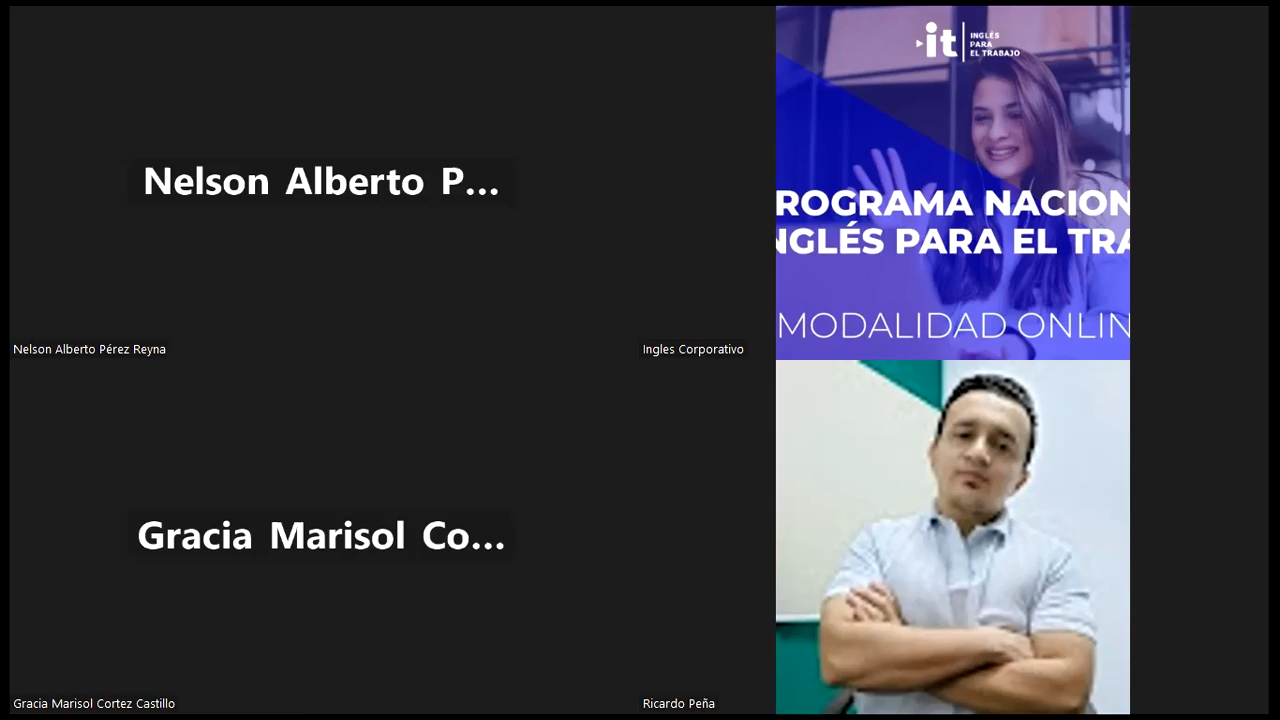 Nelson Alberto P...
Nelson Alberto Pérez Reyna
it
INGLÉS
PARA
EL TRABAJO
ROGRAMA NACION
NGLÉS PARA EL TRA
MODALIDAD ONLIN
Ingles Corporativo
Gracia Marisol Co...
Gracia Marisol Cortez Castillo
Ricardo Peña